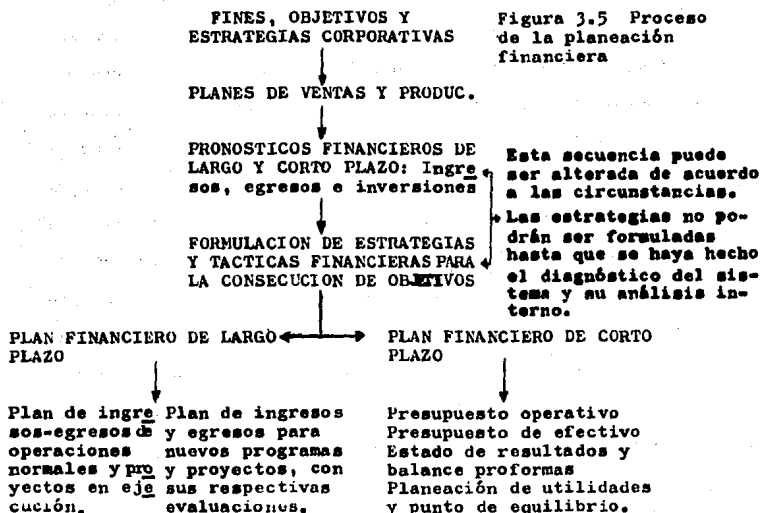 FINES, OBJETIVOS Y
ESTRATEGIAS CORPORATIVAS
Figura 3.5 Proceso
de la planeación
financiera
PLANES DE VENTAS Y PRODUC.
PRONOSTICOS FINANCIEROS DE
LARGO Y CORTO PLAZO: Ingre
sos, egresos e inversiones
Esta secuencia puede
ser alterada de acuerdo
a las circunstancias.
Las estrategias no po-
drán ser formuladas
hasta que se haya hecho
el diagnóstico del sis-
tema y su análisis in-
terno.
FORMULACION DE ESTRATEGIAS
Y TACTICAS FINANCIERAS PARA
LA CONSECUCION DE OBJETIVOS
PLAN FINANCIERO DE LARGO
PLAZO
PLAN FINANCIERO DE CORTO
PLAZO
Plan de ingre
sos-egresos de
operaciones
normales y pro
yectos en eje
cución.
Plan de ingresos
y egresos para
nuevos programas
y proyectos, con
sus respectivas
evaluaciones.
Presupuesto operativo
Presupuesto de efectivo
Estado de resultados y
balance proformas
Planeación de utilidades
y punto de equilibrio.